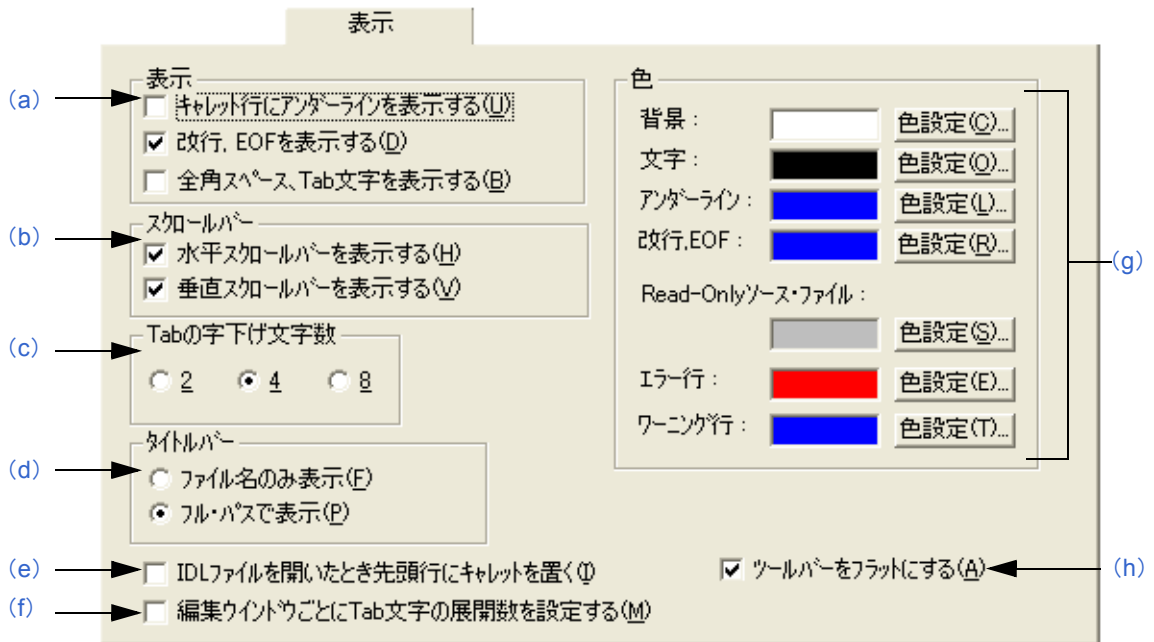 表示
(a)
表示
キャレット行にアンダーラインを表示する(U)
改行, EOFを表示する(D)
全角スペース、Tab文字を表示する(B)
(b)
スクロールバー
水平スクロールバーを表示する(H)
垂直スクロールバーを表示する(V)
(c)
Tabの字下げ文字数
2 4 8
(d)
タイトルバー
ファイル名のみ表示(F)
フル・パスで表示(P)
(e)
IDLファイルを開いたとき先頭行にキャレットを置く(I)
(f)
編集ウインドウごとにTab文字の展開数を設定する(M)
色
背景: 色設定(C)...
文字: 色設定(O)...
アンダーライン: 色設定(L)...
改行,EOF: 色設定(R)...
Read-Onlyソース・ファイル:
色設定(S)...
エラー行: 色設定(E)...
ワーニング行: 色設定(T)...
(g)
ツールバーをフラットにする(A)
(h)